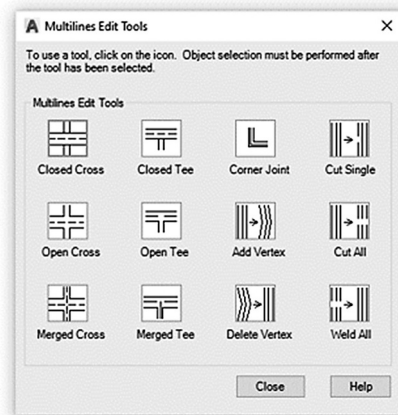 Multilines Edit Tools
To use a tool, click on the icon. Object selection must be performed after
the tool has been selected.
Multilines Edit Tools
Closed Cross Closed Tee Corner Joint Cut Single
Open Cross Open Tee Add Vertex Cut All
Merged Cross Merged Tee Delete Vertex Weld All
Close Help